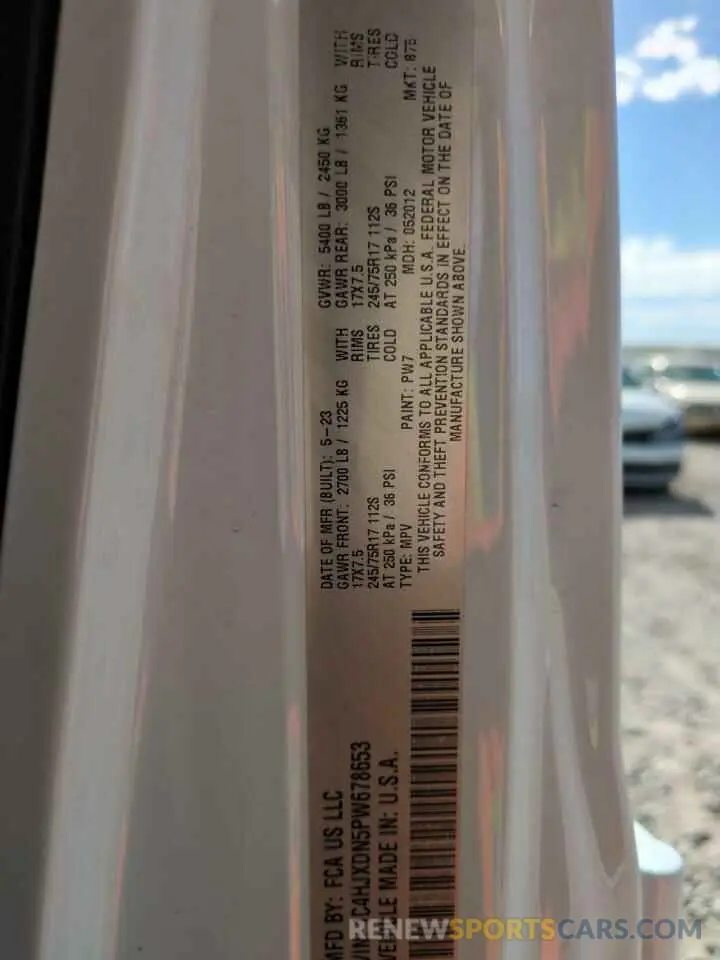 MFD BY: FCA US LLC
DATE OF MFR (BUILT): 5-23
GVWR: 5400 LB / 2450 KG
GAWR FRONT: 2700 LB / 1225 KG WITH
GAWR REAR: 3000 LB / 1361 KG WITH
17X7.5 RIMS
17X7.5 RIMS
245/75R17 112S TIRES
245/75R17 112S TIRES
AT 250 kPa / 36 PSI COLD
AT 250 kPa / 36 PSI COLD
VIN: 1C4HJXDN5PW678653
TYPE: MPV
PAINT: PW7
MDH: 052012
MKT:
VEHICLE MADE IN: U.S.A.
THIS VEHICLE CONFORMS TO ALL APPLICABLE U.S.A. FEDERAL MOTOR VEHICLE
SAFETY AND THEFT PREVENTION STANDARDS IN EFFECT ON THE DATE OF
MANUFACTURE SHOWN ABOVE.
RENEWSPORTSCARS.COM